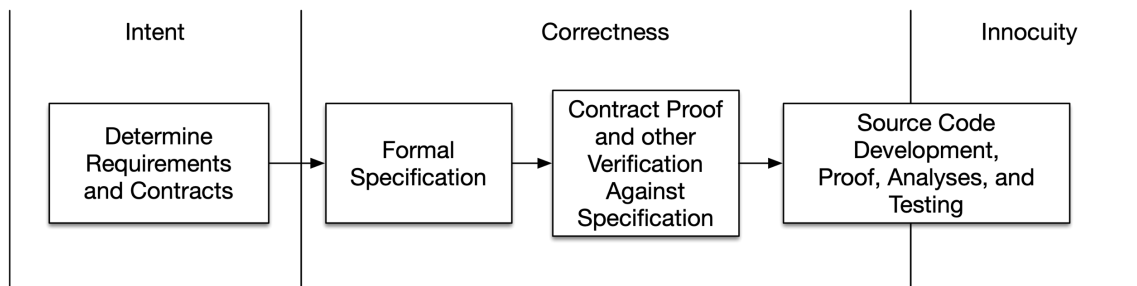 Intent
Correctness
Innocuity
Determine
Requirements
and Contracts
Formal
Specification
Contract Proof
and other
Verification
Against
Specification
Source Code
Development,
Proof, Analyses, and
Testing